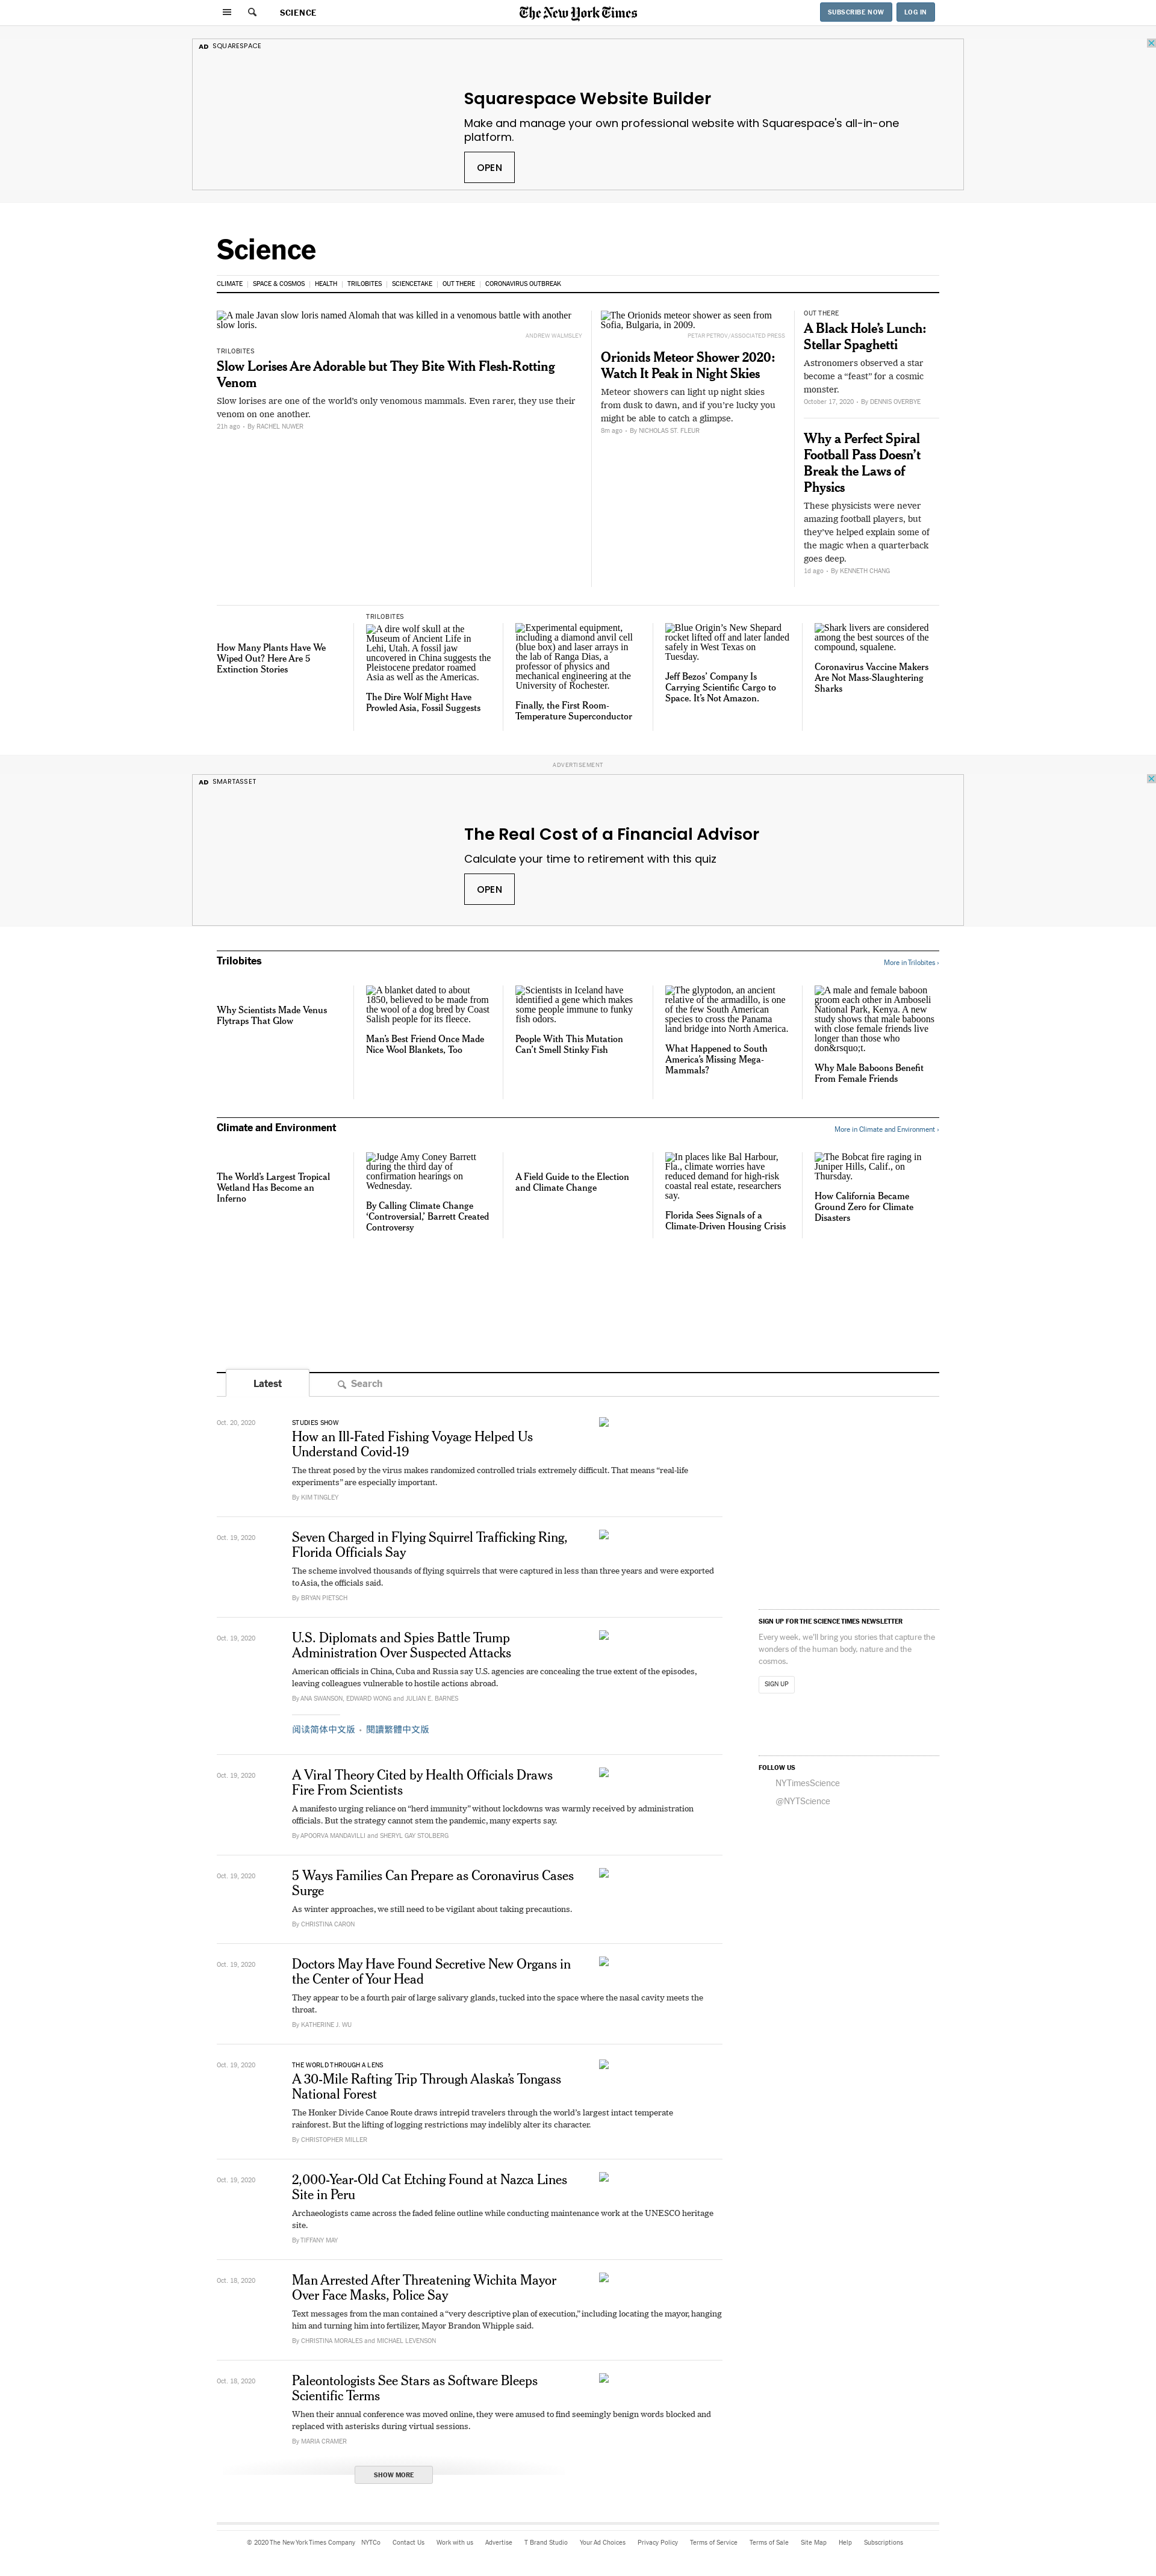 SCIENCE
The New York Times
SUBSCRIBE NOW
LOG IN
AD SQUARESPACE
Squarespace Website Builder
Make and manage your own professional website with Squarespace's all-in-one
platform.
OPEN
Science
CLIMATE | SPACE & COSMOS | HEALTH | TRILOBITES | SCIENCETAKE | OUT THERE | CORONAVIRUS OUTBREAK
A male Javan slow loris named Alomah that was killed in a venomous battle with another
slow loris.
ANDREW WALMSLEY
TRILOBITES
Slow Lorises Are Adorable but They Bite With Flesh-Rotting
Venom
Slow lorises are one of the world's only venomous mammals. Even rarer, they use their
venom on one another.
21h ago - By RACHEL NUWER
The Orionids meteor shower as seen from
Sofia, Bulgaria, in 2009.
PETAR PETROV/ASSOCIATED PRESS
Orionids Meteor Shower 2020:
Watch It Peak in Night Skies
Meteor showers can light up night skies
from dusk to dawn, and if you're lucky you
might be able to catch a glimpse.
8m ago - By NICHOLAS ST. FLEUR
OUT THERE
A Black Hole's Lunch:
Stellar Spaghetti
Astronomers observed a star
become a “feast” for a cosmic
monster.
October 17, 2020 - By DENNIS OVERBYE
Why a Perfect Spiral
Football Pass Doesn't
Break the Laws of
Physics
These physicists were never
amazing football players, but
they've helped explain some of
the magic when a quarterback
goes deep.
1d ago - By KENNETH CHANG
How Many Plants Have We
Wiped Out? Here Are 5
Extinction Stories
TRILOBITES
A dire wolf skull at the
Museum of Ancient Life in
Lehi, Utah. A fossil jaw
uncovered in China suggests the
Pleistocene predator roamed
Asia as well as the Americas.
The Dire Wolf Might Have
Prowled Asia, Fossil Suggests
Experimental equipment,
including a diamond anvil cell
(blue box) and laser arrays in
the lab of Ranga Dias, a
professor of physics and
mechanical engineering at the
University of Rochester.
Finally, the First Room-
Temperature Superconductor
Blue Origin's New Shepard
rocket lifted off and later landed
safely in West Texas on
Tuesday.
Jeff Bezos' Company Is
Carrying Scientific Cargo to
Space. It's Not Amazon.
Shark livers are considered
among the best sources of the
compound, squalene.
Coronavirus Vaccine Makers
Are Not Mass-Slaughtering
Sharks
ADVERTISEMENT
AD SMARTASSET
The Real Cost of a Financial Advisor
Calculate your time to retirement with this quiz
OPEN
Trilobites
More in Trilobites ›
Why Scientists Made Venus
Flytraps That Glow
A blanket dated to about
1850, believed to be made from
the wool of a dog bred by Coast
Salish people for its fleece.
Man's Best Friend Once Made
Nice Wool Blankets, Too
Scientists in Iceland have
identified a gene which makes
some people immune to funky
fish odors.
People With This Mutation
Can't Smell Stinky Fish
The glyptodon, an ancient
relative of the armadillo, is one
of the few South American
species to cross the Panama
land bridge into North America.
What Happened to South
America's Missing Mega-
Mammals?
A male and female baboon
groom each other in Amboseli
National Park, Kenya. A new
study shows that male baboons
with close female friends live
longer than those who
don&rsquo;t.
Why Male Baboons Benefit
From Female Friends
Climate and Environment
More in Climate and Environment ›
The World's Largest Tropical
Wetland Has Become an
Inferno
Judge Amy Coney Barrett
during the third day of
confirmation hearings on
Wednesday.
By Calling Climate Change
'Controversial,' Barrett Created
Controversy
A Field Guide to the Election
and Climate Change
In places like Bal Harbour,
Fla., climate worries have
reduced demand for high-risk
coastal real estate, researchers
say.
Florida Sees Signals of a
Climate-Driven Housing Crisis
The Bobcat fire raging in
Juniper Hills, Calif., on
Thursday.
How California Became
Ground Zero for Climate
Disasters
Latest
Search
Oct. 20, 2020
STUDIES SHOW
How an Ill-Fated Fishing Voyage Helped Us
Understand Covid-19
The threat posed by the virus makes randomized controlled trials extremely difficult. That means “real-life
experiments” are especially important.
By KIM TINGLEY
Oct. 19, 2020
Seven Charged in Flying Squirrel Trafficking Ring,
Florida Officials Say
The scheme involved thousands of flying squirrels that were captured in less than three years and were exported
to Asia, the officials said.
By BRYAN PIETSCH
Oct. 19, 2020
U.S. Diplomats and Spies Battle Trump
Administration Over Suspected Attacks
American officials in China, Cuba and Russia say U.S. agencies are concealing the true extent of the episodes,
leaving colleagues vulnerable to hostile actions abroad.
By ANA SWANSON, EDWARD WONG and JULIAN E. BARNES
阅读简体中文版 • 閱讀繁體中文版
Oct. 19, 2020
A Viral Theory Cited by Health Officials Draws
Fire From Scientists
A manifesto urging reliance on “herd immunity” without lockdowns was warmly received by administration
officials. But the strategy cannot stem the pandemic, many experts say.
By APOORVA MANDAVILLI and SHERYL GAY STOLBERG
Oct. 19, 2020
5 Ways Families Can Prepare as Coronavirus Cases
Surge
As winter approaches, we still need to be vigilant about taking precautions.
By CHRISTINA CARON
Oct. 19, 2020
Doctors May Have Found Secretive New Organs in
the Center of Your Head
They appear to be a fourth pair of large salivary glands, tucked into the space where the nasal cavity meets the
throat.
By KATHERINE J. WU
Oct. 19, 2020
THE WORLD THROUGH A LENS
A 30-Mile Rafting Trip Through Alaska's Tongass
National Forest
The Honker Divide Canoe Route draws intrepid travelers through the world's largest intact temperate
rainforest. But the lifting of logging restrictions may indelibly alter its character.
By CHRISTOPHER MILLER
Oct. 19, 2020
2,000-Year-Old Cat Etching Found at Nazca Lines
Site in Peru
Archaeologists came across the faded feline outline while conducting maintenance work at the UNESCO heritage
site.
By TIFFANY MAY
Oct. 18, 2020
Man Arrested After Threatening Wichita Mayor
Over Face Masks, Police Say
Text messages from the man contained a “very descriptive plan of execution,” including locating the mayor, hanging
him and turning him into fertilizer, Mayor Brandon Whipple said.
By CHRISTINA MORALES and MICHAEL LEVENSON
Oct. 18, 2020
Paleontologists See Stars as Software Bleeps
Scientific Terms
When their annual conference was moved online, they were amused to find seemingly benign words blocked and
replaced with asterisks during virtual sessions.
By MARIA CRAMER
SHOW MORE
SIGN UP FOR THE SCIENCE TIMES NEWSLETTER
Every week, we'll bring you stories that capture the
wonders of the human body, nature and the
cosmos.
SIGN UP
FOLLOW US
NYTimesScience
@NYTScience
© 2020 The New York Times Company NYTCo Contact Us Work with us Advertise T Brand Studio Your Ad Choices Privacy Policy Terms of Service Terms of Sale Site Map Help Subscriptions